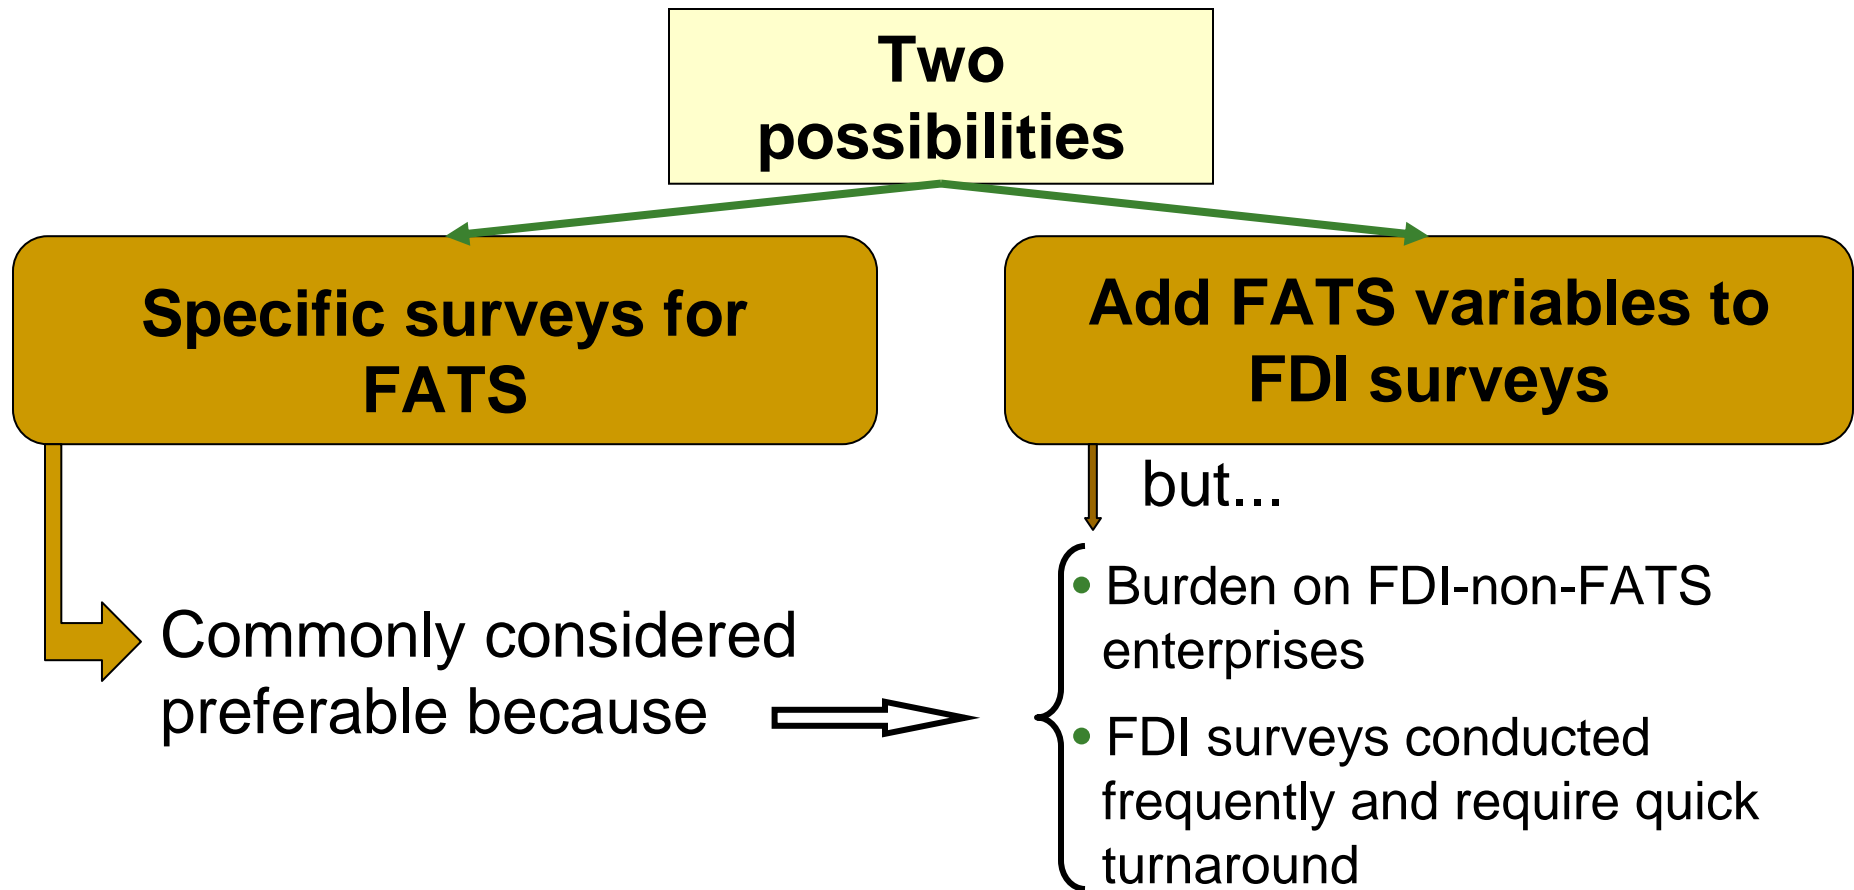 Two
possibilities
Specific surveys for
FATS
Add FATS variables to
FDI surveys
but...
Commonly considered
preferable because
• Burden on FDI-non-FATS
enterprises
• FDI surveys conducted
frequently and require quick
turnaround